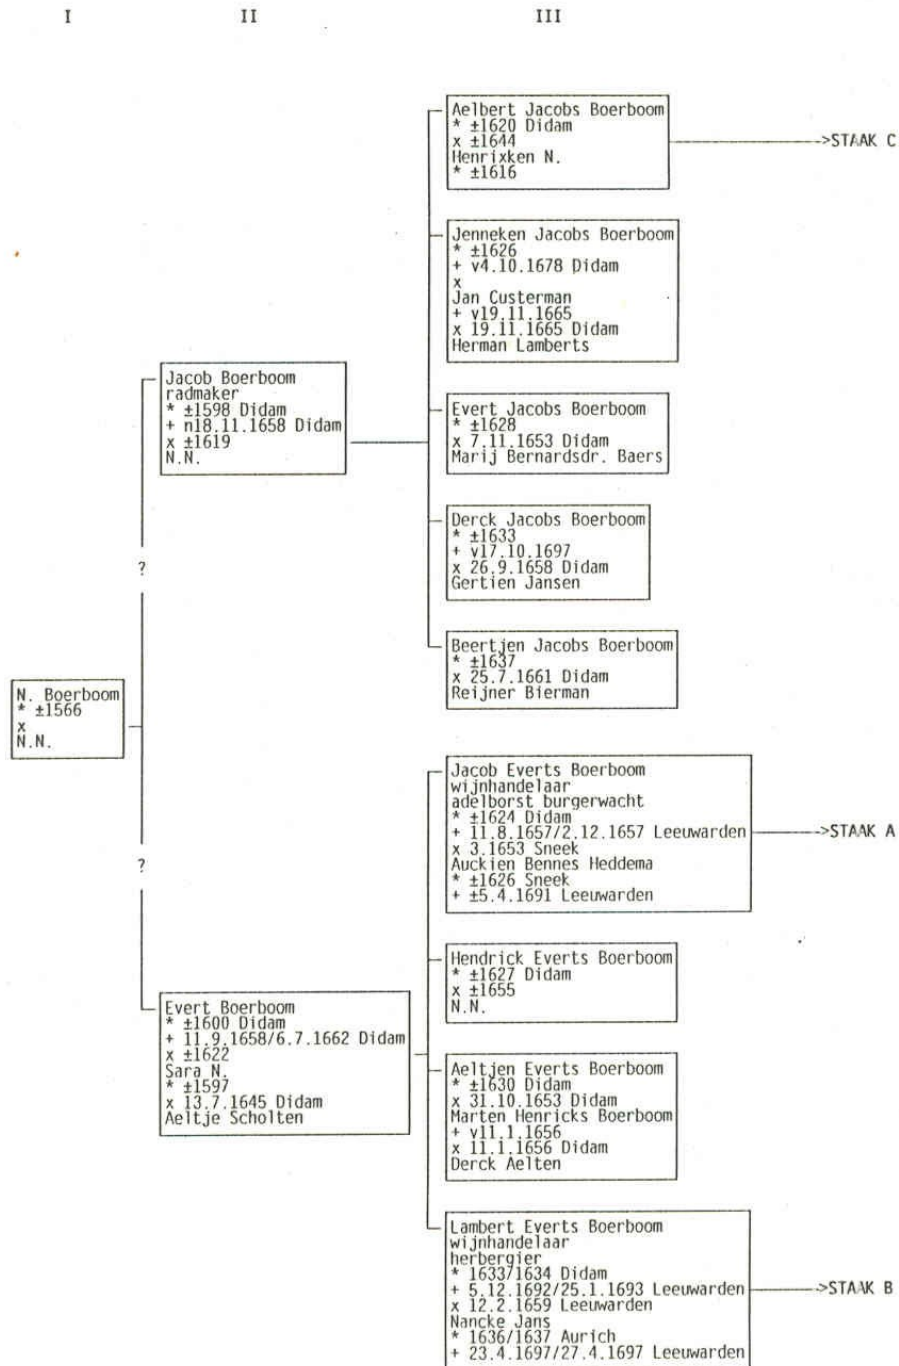 I II III
Aelbert Jacobs Boerboom
* ±1620 Didam
x ±1644
Henrixken N.
* ±1616
->STAAK C
Jenneken Jacobs Boerboom
* ±1626
+ v4.10.1678 Didam
x
Jan Custerman
+ v19.11.1665
x 19.11.1665 Didam
Herman Lamberts
Jacob Boerboom
radmaker
* ±1598 Didam
+ n18.11.1658 Didam
x ±1619
N.N.
Evert Jacobs Boerboom
* ±1628
x 7.11.1653 Didam
Marij Bernardsdr. Baers
Derck Jacobs Boerboom
* ±1633
+ v17.10.1697
x 26.9.1658 Didam
Gertien Jansen
?
Beertjen Jacobs Boerboom
* ±1637
x 25.7.1661 Didam
Reijner Bierman
N. Boerboom
* ±1566
x
N.N.
Jacob Everts Boerboom
wijnhandelaar
adelborst burgerwacht
* ±1624 Didam
+ 11.8.1657/2.12.1657 Leeuwarden
x 3.1653 Sneek
Auckien Bennes Heddema
* ±1626 Sneek
+ ±5.4.1691 Leeuwarden
->STAAK A
?
Hendrick Everts Boerboom
* ±1627 Didam
x ±1655
N.N.
Evert Boerboom
* ±1600 Didam
+ 11.9.1658/6.7.1662 Didam
x ±1622
Sara N.
* ±1597
x 13.7.1645 Didam
Aeltje Scholten
Aeltjen Everts Boerboom
* ±1630 Didam
x 31.10.1653 Didam
Marten Henricks Boerboom
+ v11.1.1656
x 11.1.1656 Didam
Derck Aelten
Lambert Everts Boerboom
wijnhandelaar
herbergier
* 1633/1634 Didam
+ 5.12.1692/25.1.1693 Leeuwarden
x 12.2.1659 Leeuwarden
Nancke Jans
* 1636/1637 Aurich
+ 23.4.1697/27.4.1697 Leeuwarden
->STAAK B